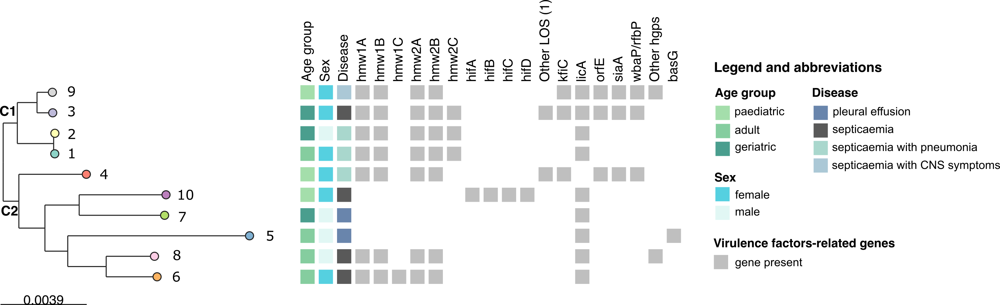 Age group
Sex
Disease
hmw1A
hmw1B
hmw1C
hmw2A
hmw2B
hmw2C
hifA
hifB
hifC
hifD
Other LOS (1)
kfiC
licA
orfE
siaA
wbaP/rfbP
Other hgps
basG
C1
C2
9
3
2
1
4
10
7
5
8
6
0.0039
Legend and abbreviations
Age group
paediatric
adult
geriatric
Sex
female
male
Disease
pleural effusion
septicaemia
septicaemia with pneumonia
septicaemia with CNS symptoms
Virulence factors-related genes
gene present